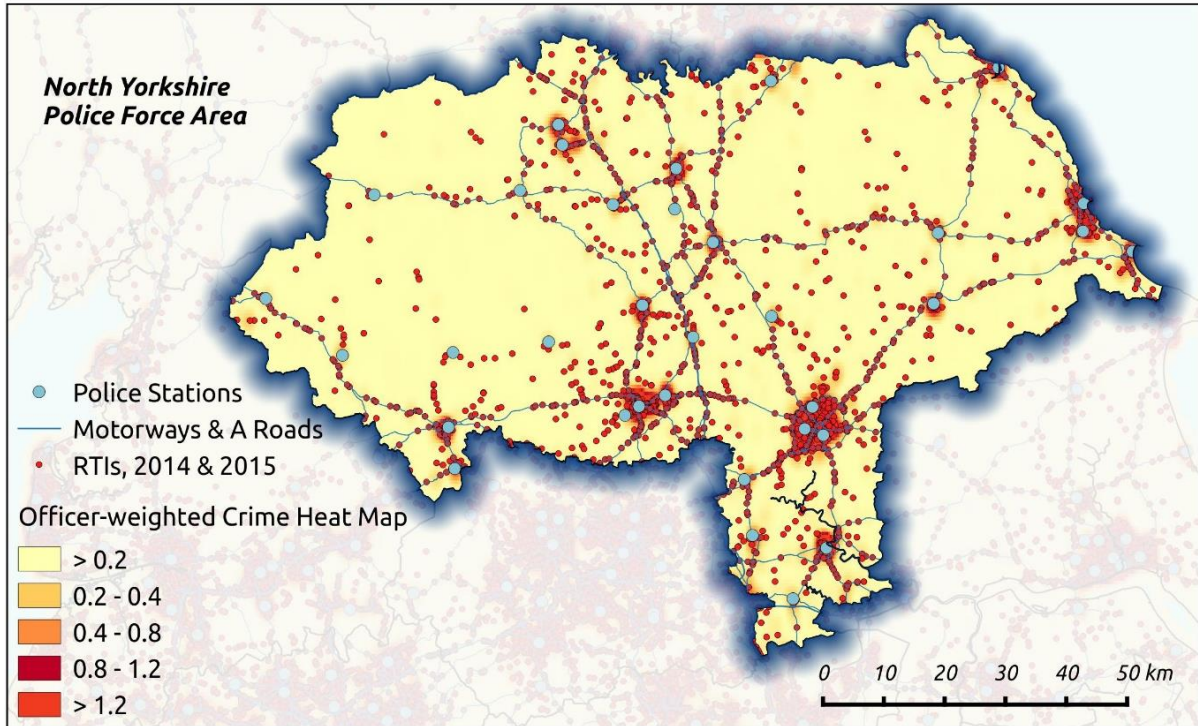 North Yorkshire
Police Force Area
Police Stations
Motorways & A Roads
RTIs, 2014 & 2015
Officer-weighted Crime Heat Map
> 0.2
0.2 - 0.4
0.4 - 0.8
0.8 - 1.2
> 1.2
0 10 20 30 40 50 km